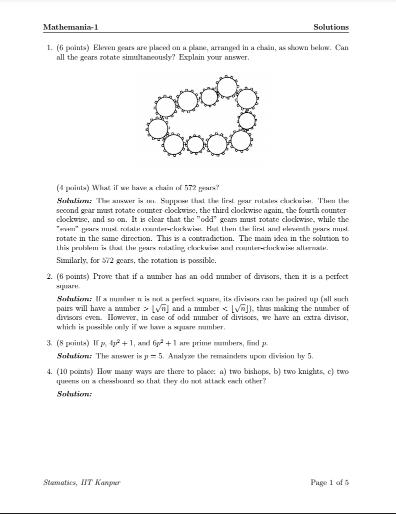 Mathemania-1 Solutions
1. (6 points) Eleven gears are placed on a plane, arranged in a chain, as shown below. Can
all the gears rotate simultaneously? Explain your answer.
(4 points) What if we have a chain of 572 gears?
Solution: The answer is no. Suppose that the first gear rotates clockwise. Then the
second gear must rotate counter-clockwise, the third clockwise again, the fourth counter-
clockwise, and so on. It is clear that the "odd" gears must rotate clockwise, while the
"even" gears must rotate counter-clockwise. But then the first and eleventh gears must
rotate in the same direction. This is a contradiction. The main idea in the solution to
this problem is that the gears rotating clockwise and counter-clockwise alternate.
Similarly, for 572 gears, the rotation is possible.
2. (6 points) Prove that if a number has an odd number of divisors, then it is a perfect
square.
Solution: If a number n is not a perfect square, its divisors can be paired up (all such
pairs will have a number > ⌊√n⌋ and a number < ⌊√n⌋), thus making the number of
divisors even. However, in case of odd number of divisors, we have an extra divisor,
which is possible only if we have a square number.
3. (8 points) If p, 4p² + 1, and 6p² + 1 are prime numbers, find p.
Solution: The answer is p = 5. Analyze the remainders upon division by 5.
4. (10 points) How many ways are there to place: a) two bishops, b) two knights, c) two
queens on a chessboard so that they do not attack each other?
Solution:
Stamatics, IIT Kanpur Page 1 of 5